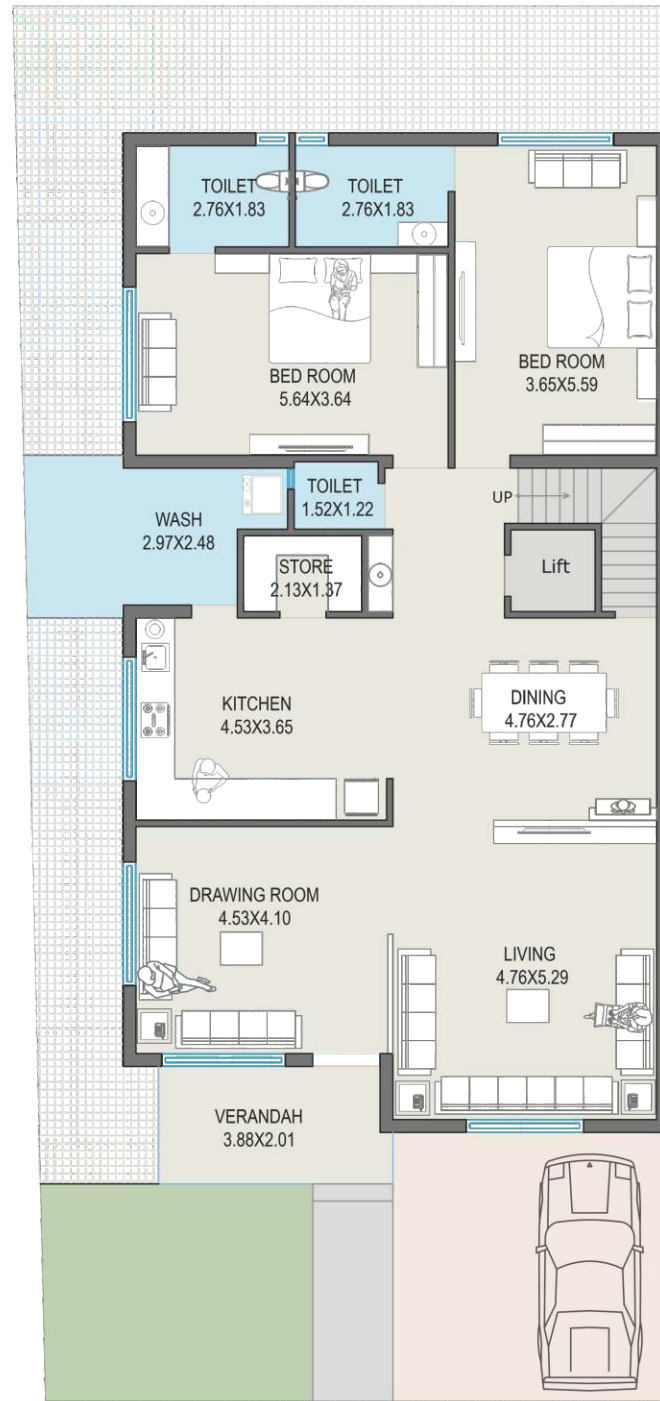 TOILET
2.76X1.83
TOILET
2.76X1.83
BED ROOM
5.64X3.64
BED ROOM
3.65X5.59
TOILET
1.52X1.22
UP
WASH
2.97X2.48
STORE
2.13X1.37
Lift
KITCHEN
4.53X3.65
DINING
4.76X2.77
DRAWING ROOM
4.53X4.10
LIVING
4.76X5.29
VERANDAH
3.88X2.01